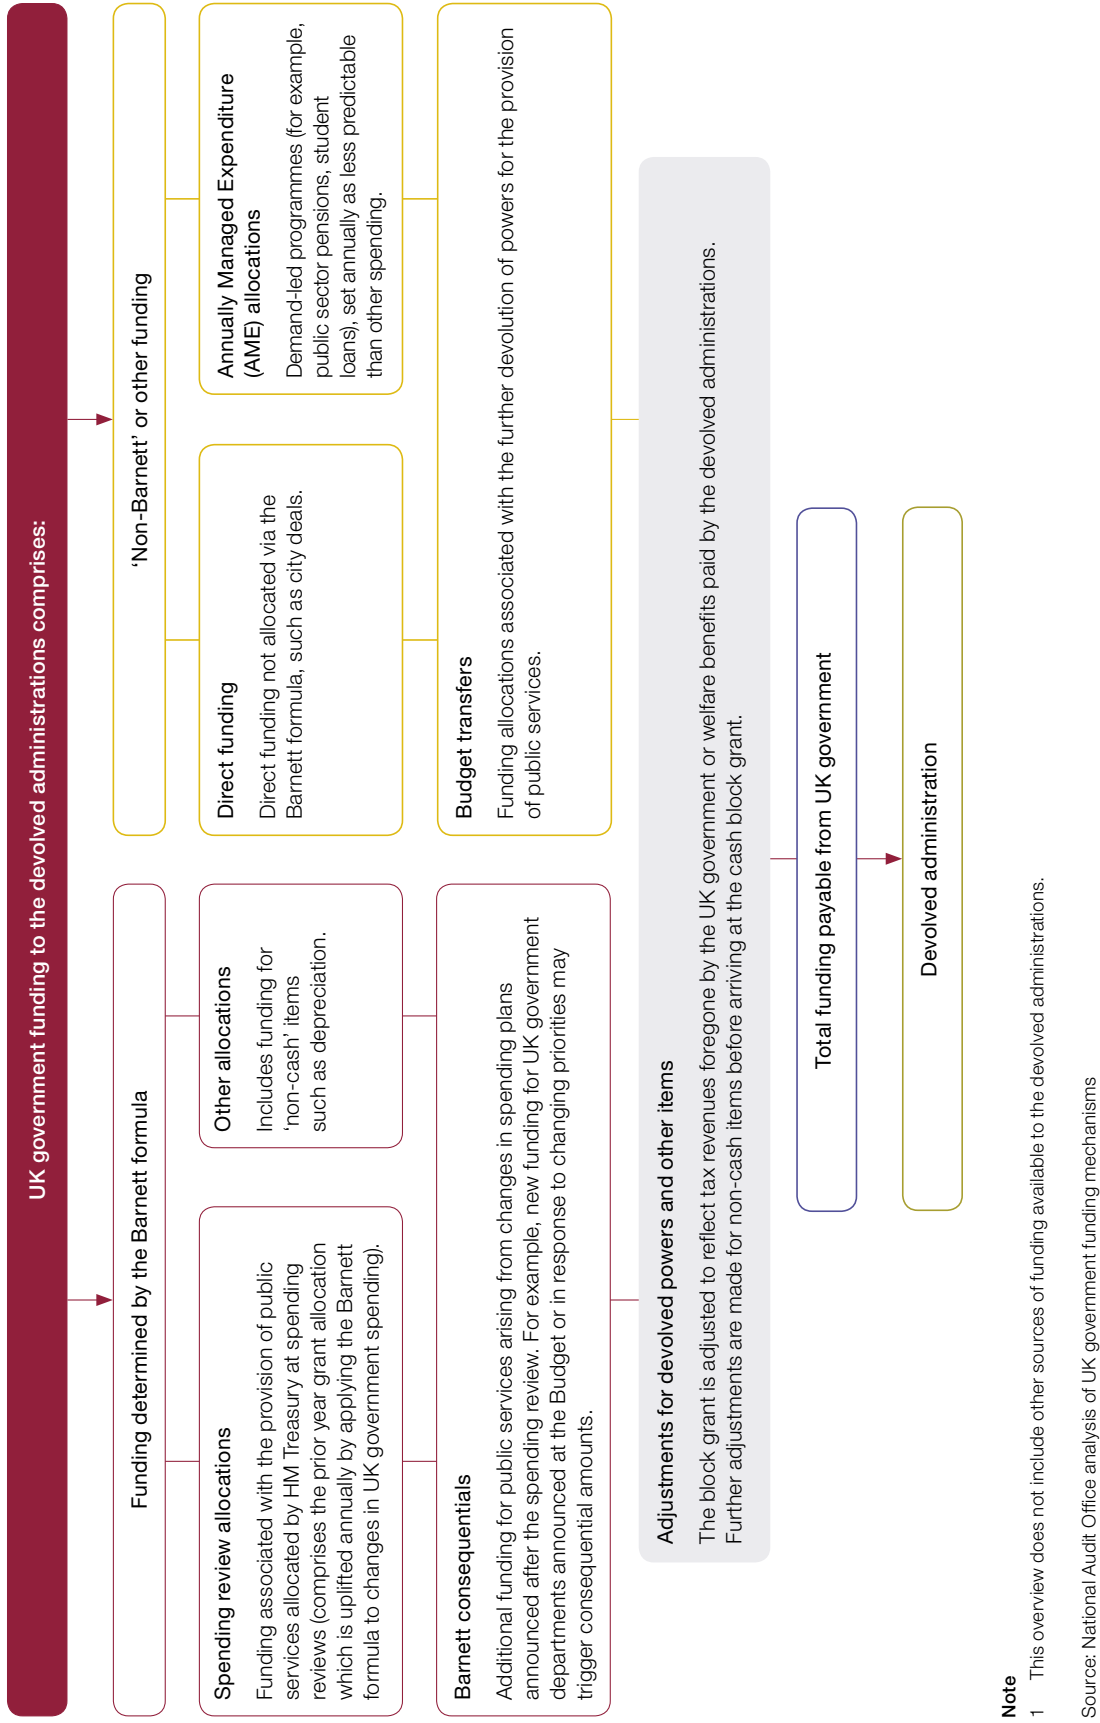 UK government funding to the devolved administrations comprises:
Funding determined by the Barnett formula
Spending review allocations
Funding associated with the provision of public
services allocated by HM Treasury at spending
reviews (comprises the prior year grant allocation
which is uplifted annually by applying the Barnett
formula to changes in UK government spending).
Other allocations
Includes funding for
‘non-cash’ items
such as depreciation.
Barnett consequentials
Additional funding for public services arising from changes in spending plans
announced after the spending review. For example, new funding for UK government
departments announced at the Budget or in response to changing priorities may
trigger consequential amounts.
‘Non-Barnett’ or other funding
Direct funding
Direct funding not allocated via the
Barnett formula, such as city deals.
Annually Managed Expenditure
(AME) allocations
Demand-led programmes (for example,
public sector pensions, student
loans), set annually as less predictable
than other spending.
Budget transfers
Funding allocations associated with the further devolution of powers for the provision
of public services.
Adjustments for devolved powers and other items
The block grant is adjusted to reflect tax revenues foregone by the UK government or welfare benefits paid by the devolved administrations.
Further adjustments are made for non-cash items before arriving at the cash block grant.
Total funding payable from UK government
Devolved administration
Note
1 This overview does not include other sources of funding available to the devolved administrations.
Source: National Audit Office analysis of UK government funding mechanisms